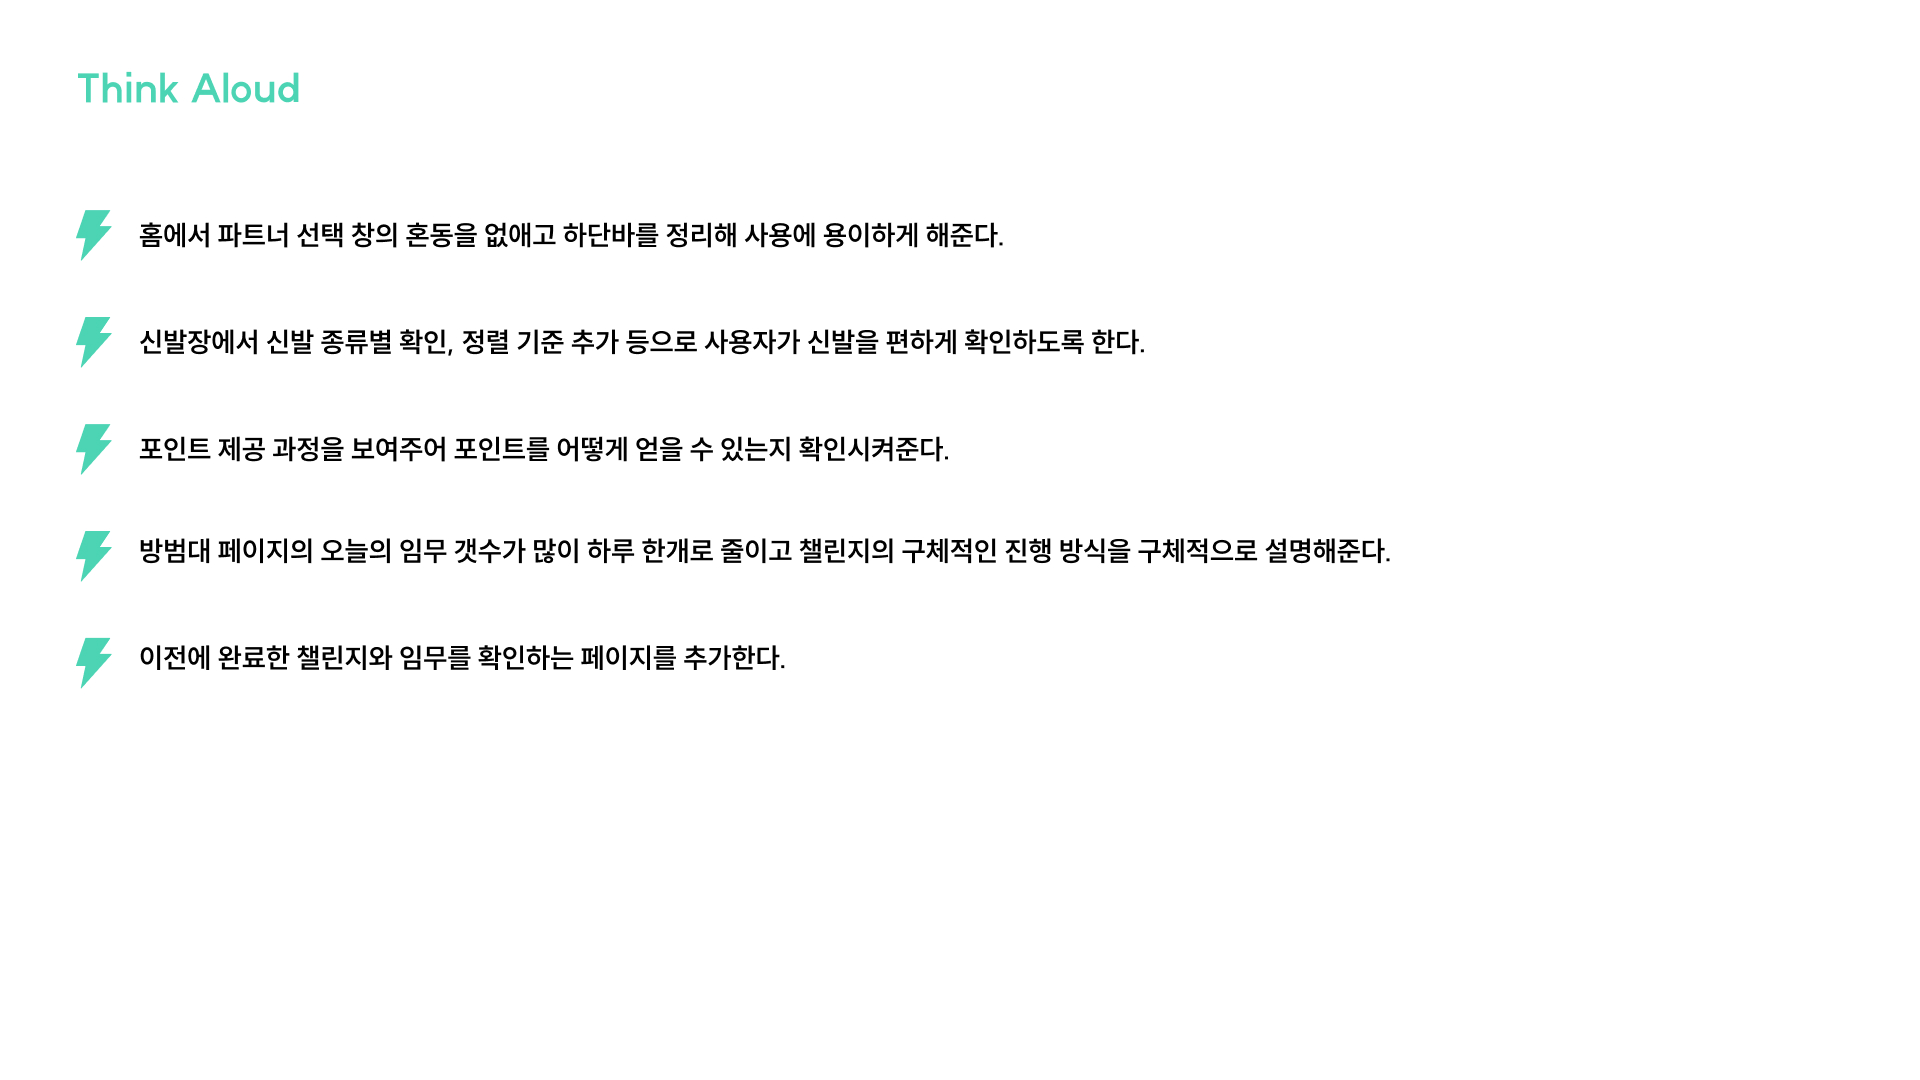 Think Aloud
홈에서 파트너 선택 창의 혼동을 없애고 하단바를 정리해 사용에 용이하게 해준다.
신발장에서 신발 종류별 확인, 정렬 기준 추가 등으로 사용자가 신발을 편하게 확인하도록 한다.
포인트 제공 과정을 보여주어 포인트를 어떻게 얻을 수 있는지 확인시켜준다.
방범대 페이지의 오늘의 임무 갯수가 많이 하루 한개로 줄이고 챌린지의 구체적인 진행 방식을 구체적으로 설명해준다.
이전에 완료한 챌린지와 임무를 확인하는 페이지를 추가한다.